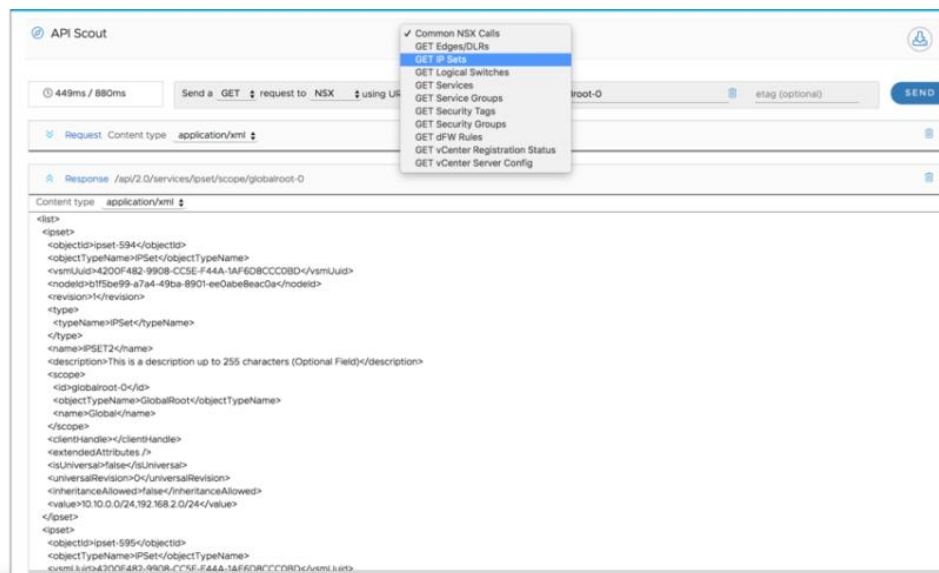 API Scout
✓ Common NSX Calls
GET Edges/DLRs
GET IP Sets
GET Logical Switches
GET Services
GET Service Groups
GET Security Tags
GET Security Groups
GET dFW Rules
GET vCenter Registration Status
GET vCenter Server Config
449ms / 880ms
Send a GET request to NSX using UR
lroot-0
etag (optional)
SEND
Request Content type application/xml
Response /api/2.0/services/ipset/scope/globalroot-0
Content type application/xml
<list>
<ipset>
<objectId>ipset-594</objectId>
<objectTypeName>IPSet</objectTypeName>
<vsmUuid>4200F482-9908-CC5E-F44A-1AF6D8CCC0BD</vsmUuid>
<nodeId>b1f5be99-a7a4-49ba-8901-ee0abe8eac0a</nodeId>
<revision>1</revision>
<type>
<typeName>IPSet</typeName>
</type>
<name>IPSET2</name>
<description>This is a description up to 255 characters (Optional Field)</description>
<scope>
<id>globalroot-0</id>
<objectTypeName>GlobalRoot</objectTypeName>
<name>Global</name>
</scope>
<clientHandle></clientHandle>
<extendedAttributes />
<isUniversal>false</isUniversal>
<universalRevision>0</universalRevision>
<inheritanceAllowed>false</inheritanceAllowed>
<value>10.10.0.0/24,192.168.2.0/24</value>
</ipset>
<ipset>
<objectId>ipset-595</objectId>
<objectTypeName>IPSet</objectTypeName>
<vsmUuid>4200F482-9908-CC5E-F44A-1AF6D8CCC0BD</vsmUuid>